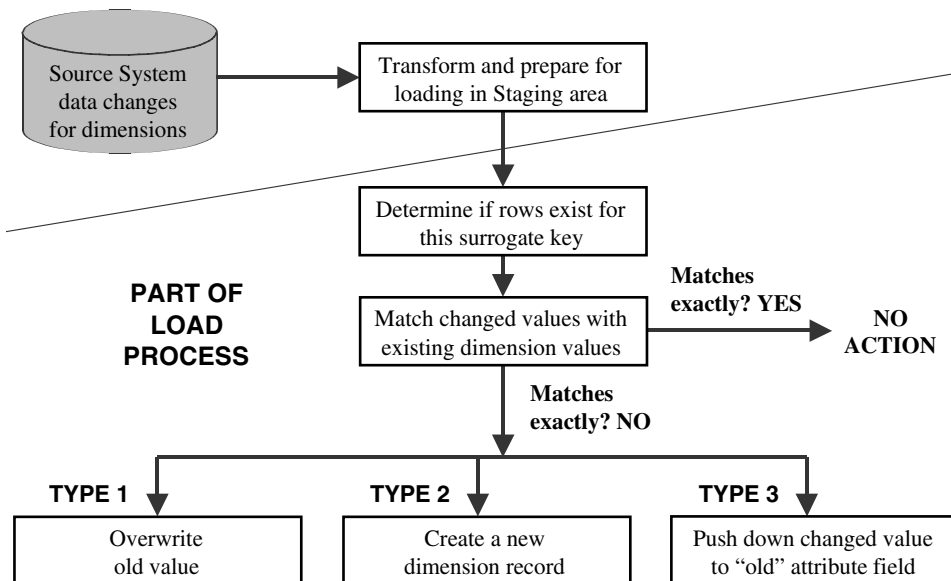 Source System
data changes
for dimensions
Transform and prepare for
loading in Staging area
Determine if rows exist for
this surrogate key
PART OF
LOAD
PROCESS
Match changed values with
existing dimension values
Matches
exactly? YES
NO
ACTION
Matches
exactly? NO
TYPE 1
Overwrite
old value
TYPE 2
Create a new
dimension record
TYPE 3
Push down changed value
to “old” attribute field